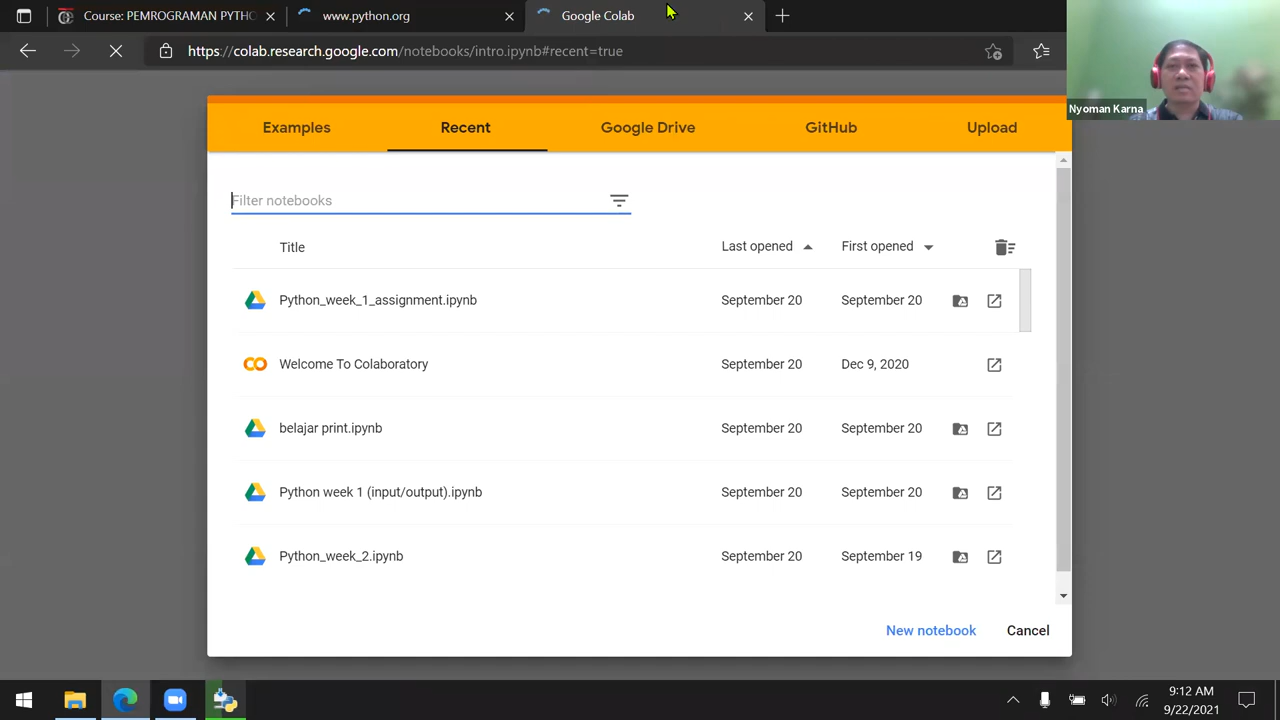 Course: PEMROGRAMAN PYTHO
www.python.org
Google Colab
https://colab.research.google.com/notebooks/intro.ipynb#recent=true
Nyoman Karna
Examples
Recent
Google Drive
GitHub
Upload
Filter notebooks
Title
Last opened
First opened
Python_week_1_assignment.ipynb
September 20
September 20
Welcome To Colaboratory
September 20
Dec 9, 2020
belajar print.ipynb
September 20
September 20
Python week 1 (input/output).ipynb
September 20
September 20
Python_week_2.ipynb
September 20
September 19
New notebook
Cancel
9:12 AM
9/22/2021